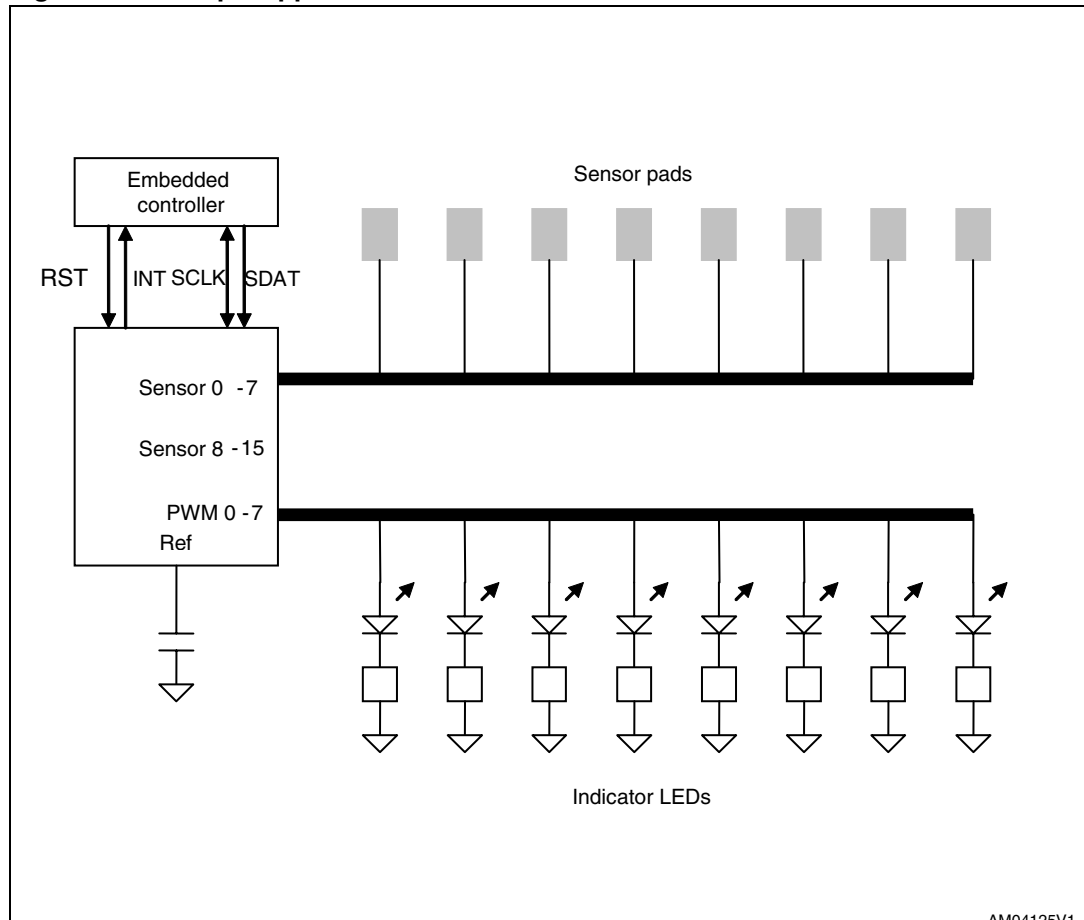 Embedded
controller
Sensor pads
RST
INT SCLK
SDAT
Sensor 0 -7
Sensor 8 -15
PWM 0 -7
Ref
Indicator LEDs
AM04125V1